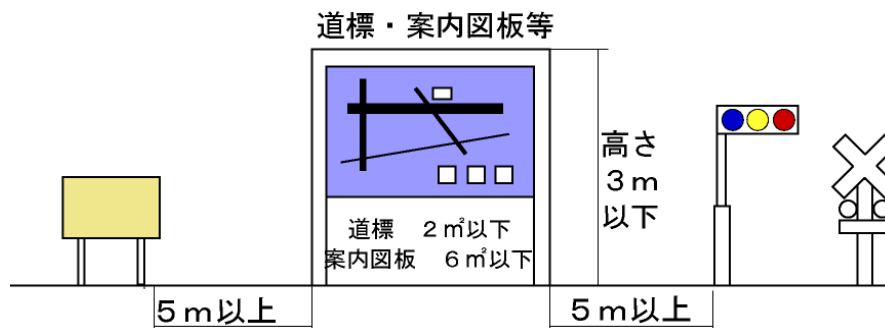 道標・案内図板等
高さ
３ｍ
以下
道標　２㎡以下
案内図板　６㎡以下
５ｍ以上
５ｍ以上